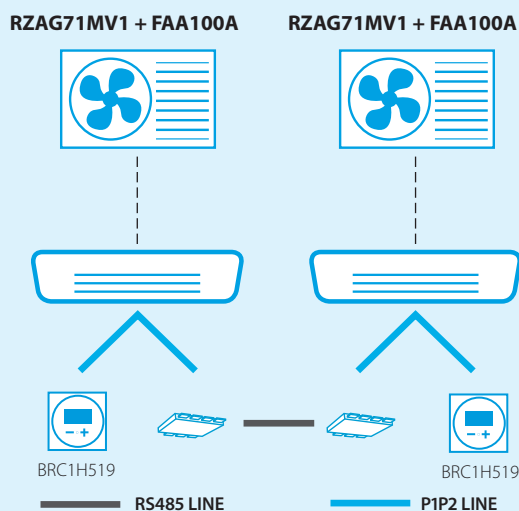 RZAG71MV1 + FAA100A
RZAG71MV1 + FAA100A
BRC1H519
BRC1H519
RS485 LINE
P1P2 LINE